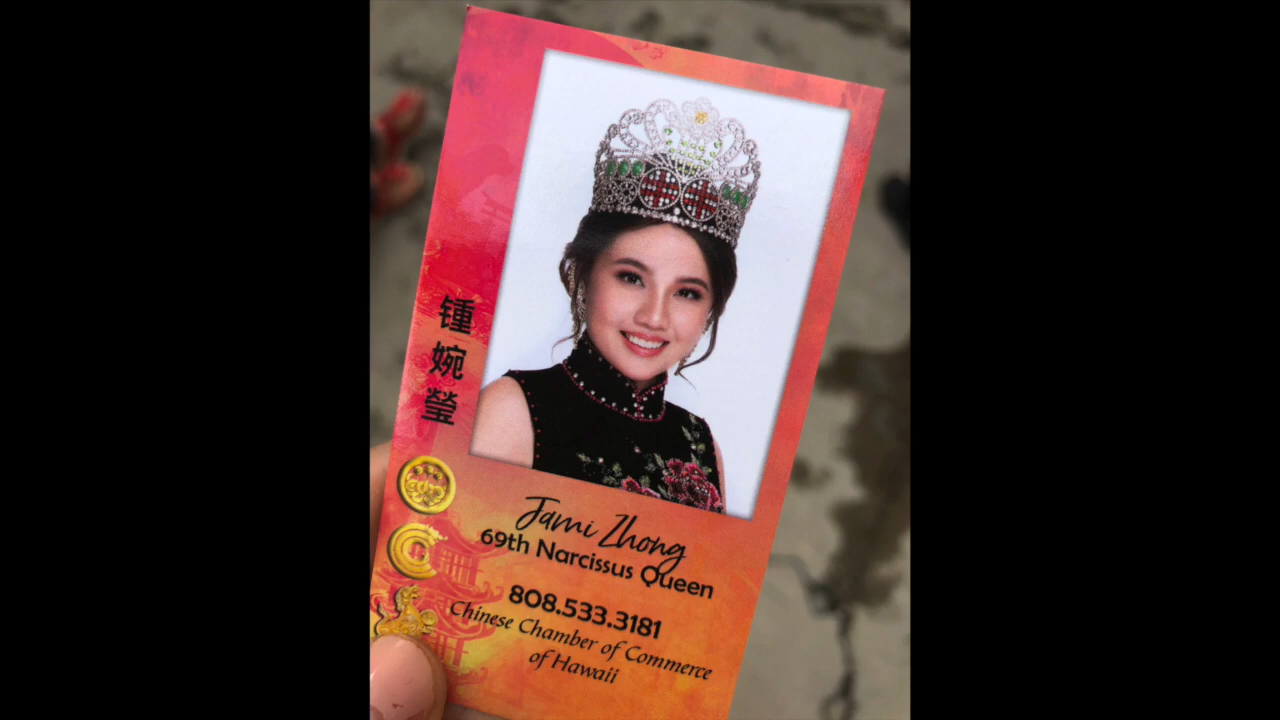 锺婉瑩
Jami Zhong
69th Narcissus Queen
808.533.3181
Chinese Chamber of Commerce
of Hawaii